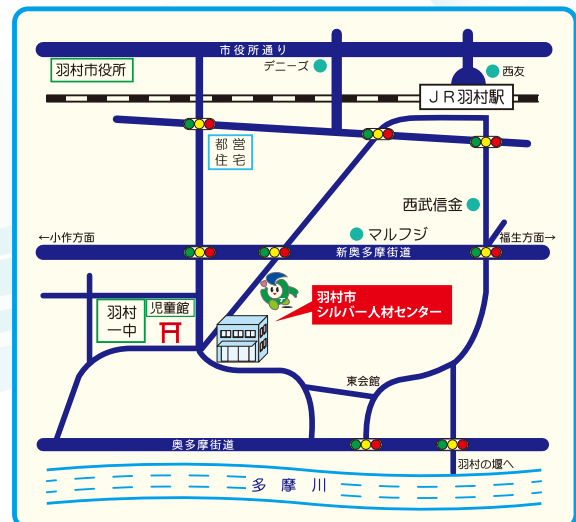 市役所通り
デニーズ
西友
羽村市役所
JR羽村駅
都営
住宅
西武信金
マルフジ
←小作方面
福生方面→
新奥多摩街道
羽村市
シルバー人材センター
児童館
羽村
一中
東会館
奥多摩街道
羽村の堰へ
多摩川